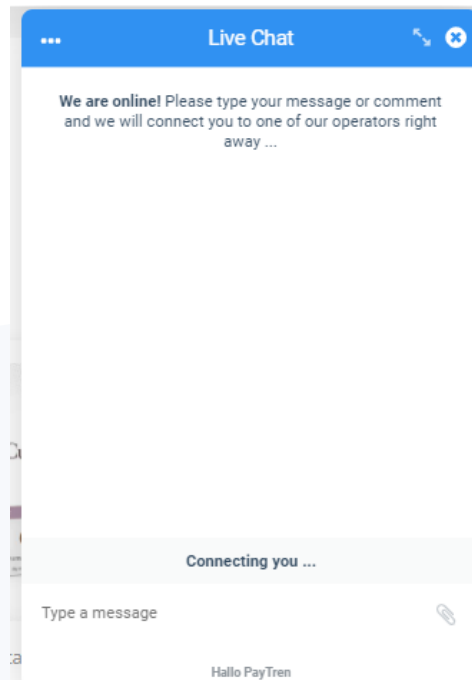 Live Chat
We are online! Please type your message or comment
and we will connect you to one of our operators right
away ...
Connecting you ...
Type a message
Hallo PayTren